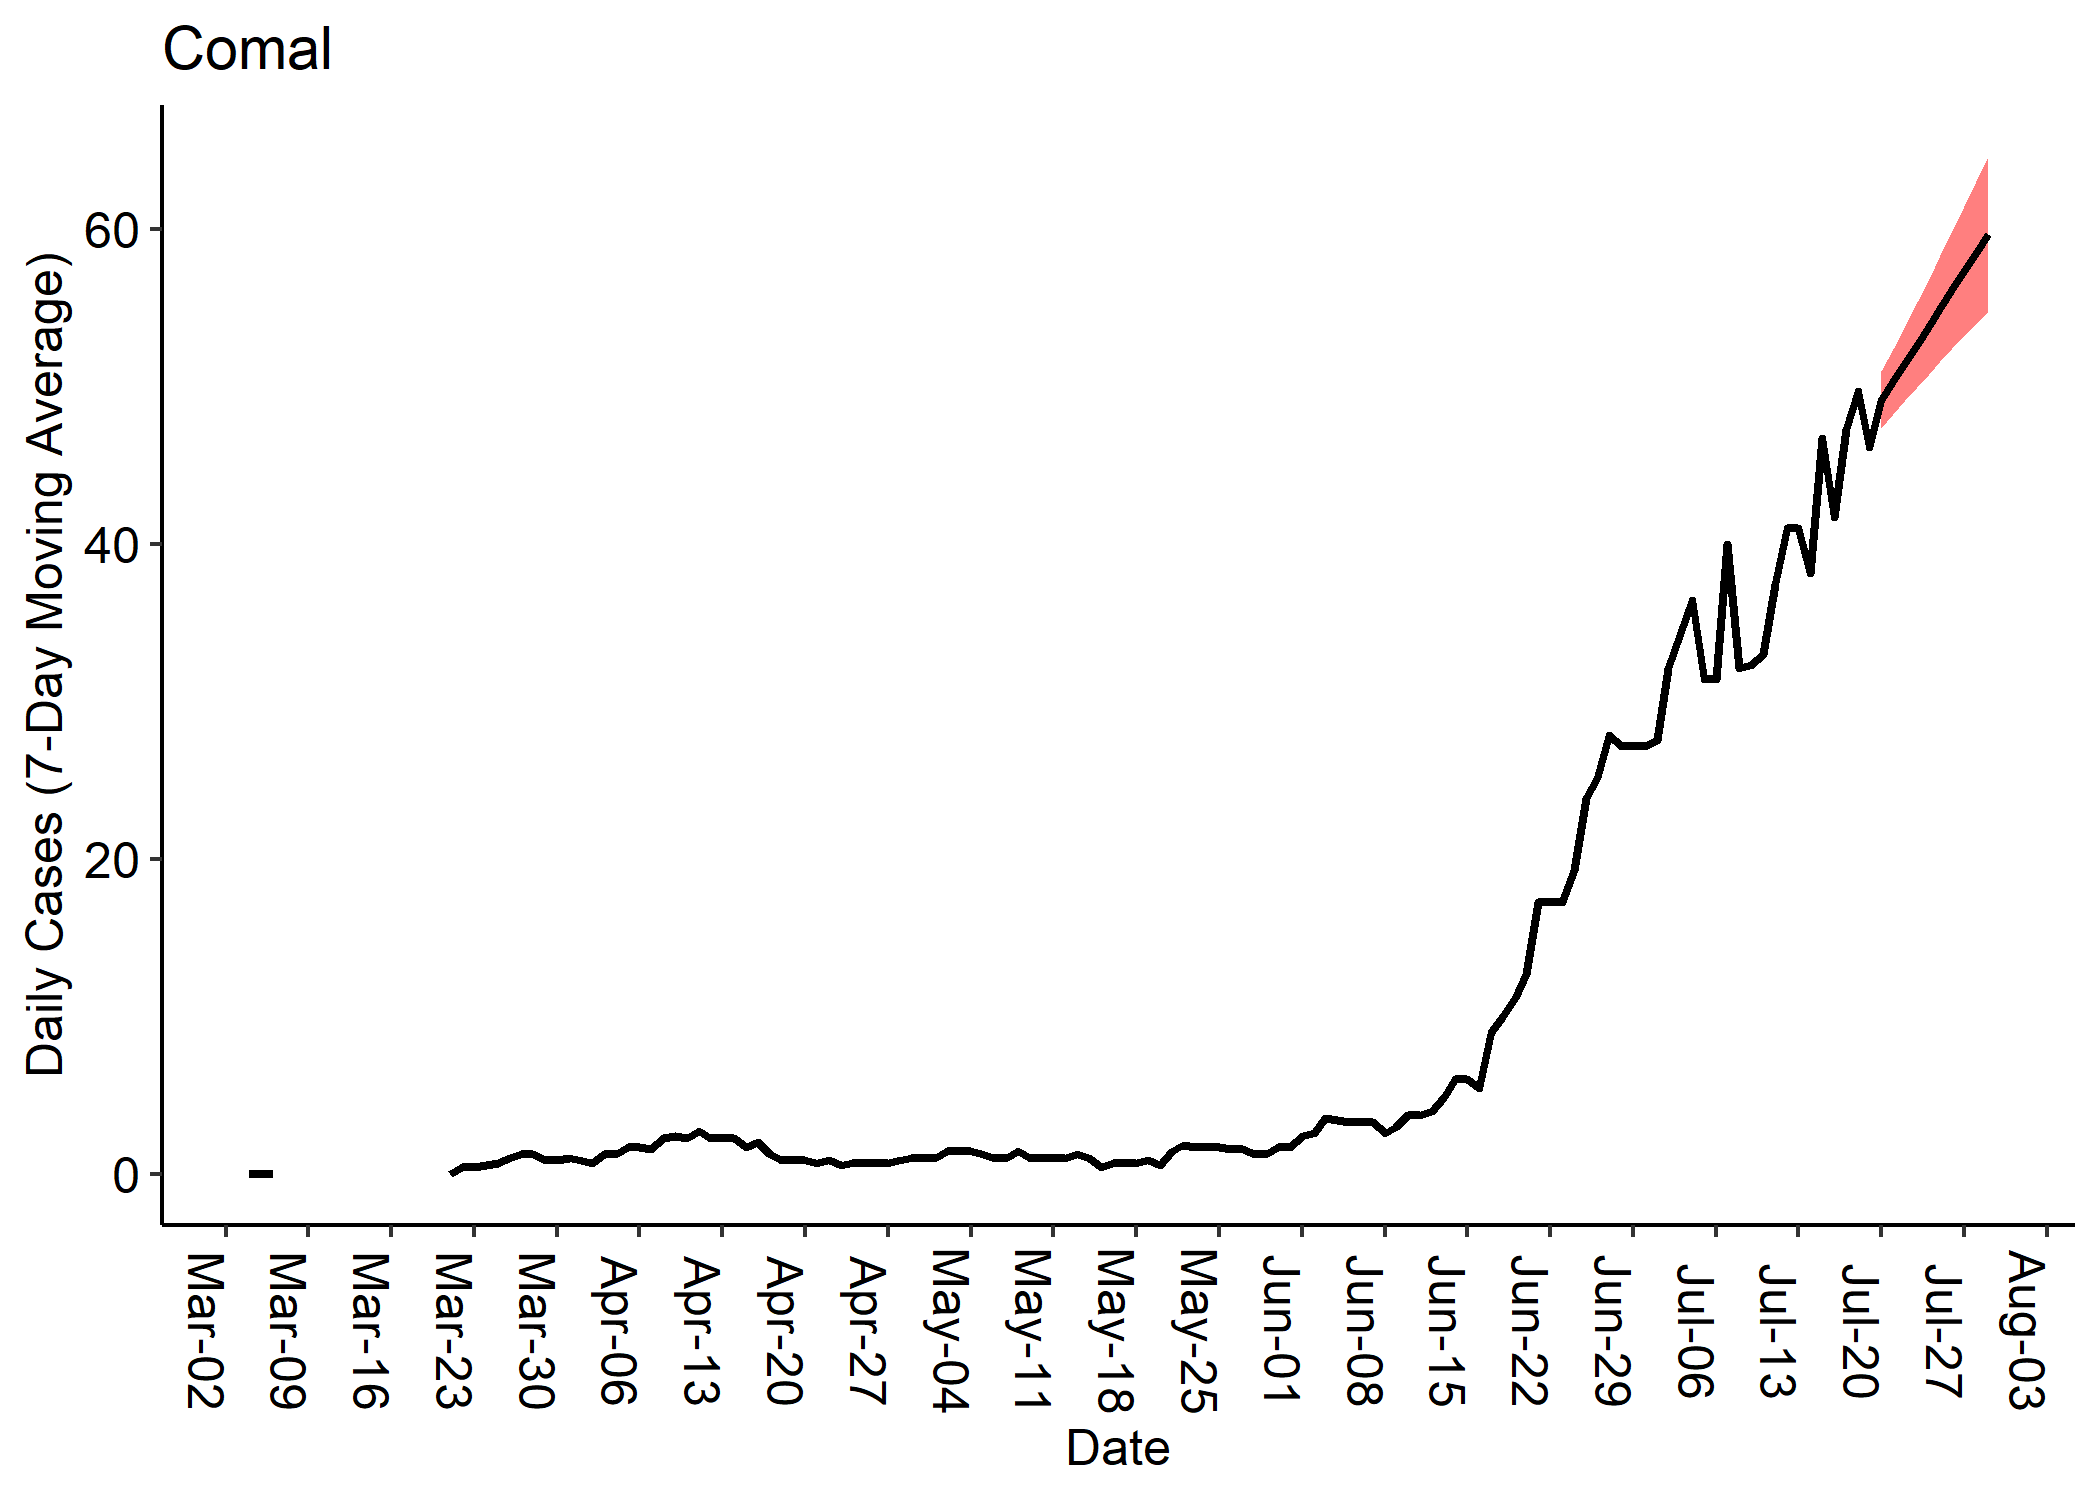 Comal
Daily Cases (7-Day Moving Average)
60
40
20
0
Mar-02
Mar-09
Mar-16
Mar-23
Mar-30
Apr-06
Apr-13
Apr-20
Apr-27
May-04
May-11
May-18
May-25
Jun-01
Jun-08
Jun-15
Jun-22
Jun-29
Jul-06
Jul-13
Jul-20
Jul-27
Aug-03
Date